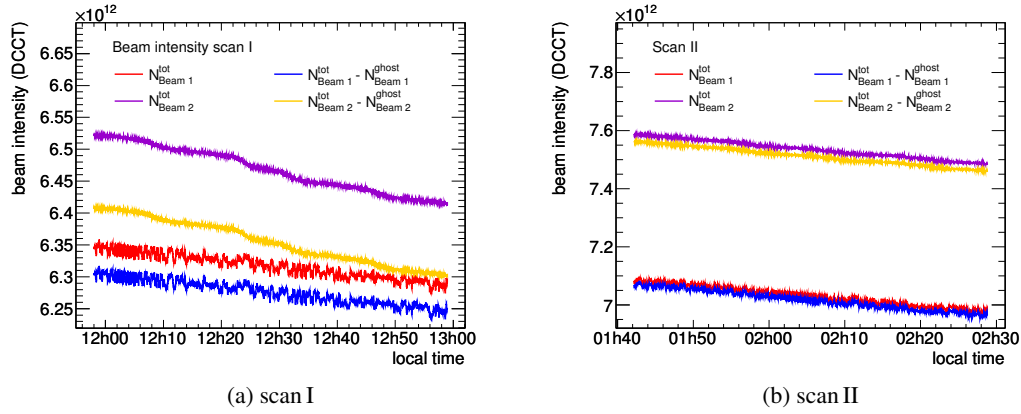 ×10¹²
beam intensity (DCCT)
6.65
6.6
6.55
6.5
6.45
6.4
6.35
6.3
6.25
Beam intensity scan I
N^tot_Beam 1
N^tot_Beam 1 - N^ghost_Beam 1
N^tot_Beam 2
N^tot_Beam 2 - N^ghost_Beam 2
12h00 12h10 12h20 12h30 12h40 12h50 13h00
local time
(a) scan I
×10¹²
beam intensity (DCCT)
7.8
7.6
7.4
7.2
7
Scan II
N^tot_Beam 1
N^tot_Beam 1 - N^ghost_Beam 1
N^tot_Beam 2
N^tot_Beam 2 - N^ghost_Beam 2
01h40 01h50 02h00 02h10 02h20 02h30
local time
(b) scan II